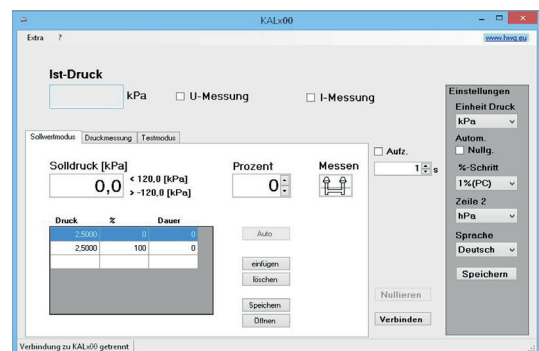 KALx00
Extra ?
www.hwg.eu
Ist-Druck
kPa U-Messung I-Messung
Einstellungen
Einheit Druck
kPa
Autom.
Nullg.
%-Schritt
1%(PC)
Zeile 2
hPa
Sprache
Deutsch
Speichern
Sollwertmodus Druckmessung Testmodus
Solldruck [kPa] Prozent Messen
0,0 < 120,0 [kPa] 0
> -120,0 [kPa]
Aufz.
1 s
Druck % Dauer
-2,5000 0 0
2,5000 100 0
Auto
einfügen
löschen
Speichern
Öffnen
Nullieren
Verbinden
Verbindung zu KALx00 getrennt